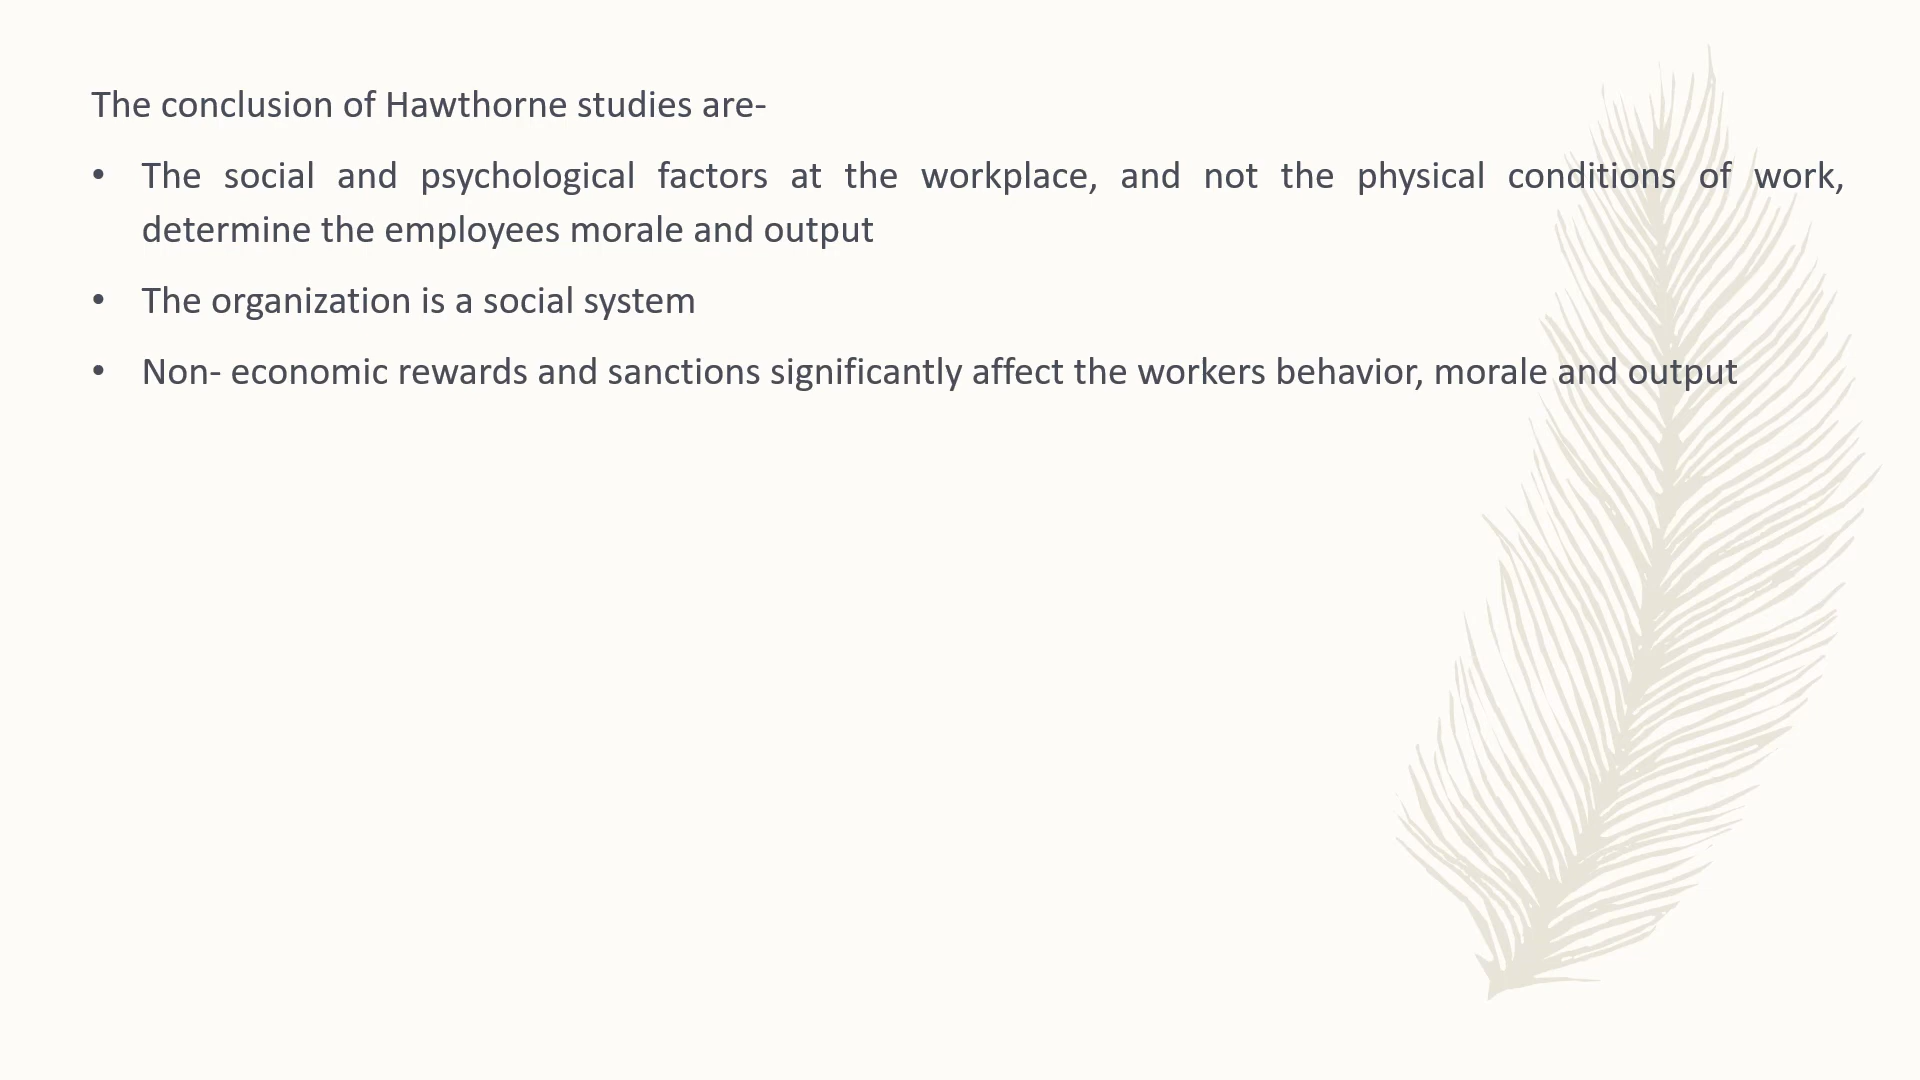 The conclusion of Hawthorne studies are-
• The social and psychological factors at the workplace, and not the physical conditions of work,
determine the employees morale and output
• The organization is a social system
• Non- economic rewards and sanctions significantly affect the workers behavior, morale and output